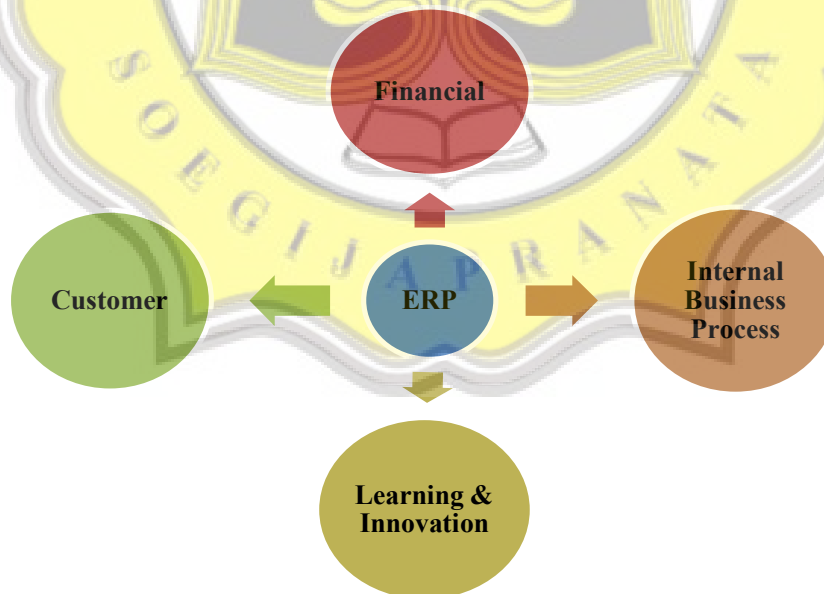 Financial
SOEGIJAPRANATA
Customer
ERP
Internal
Business
Process
Learning &
Innovation